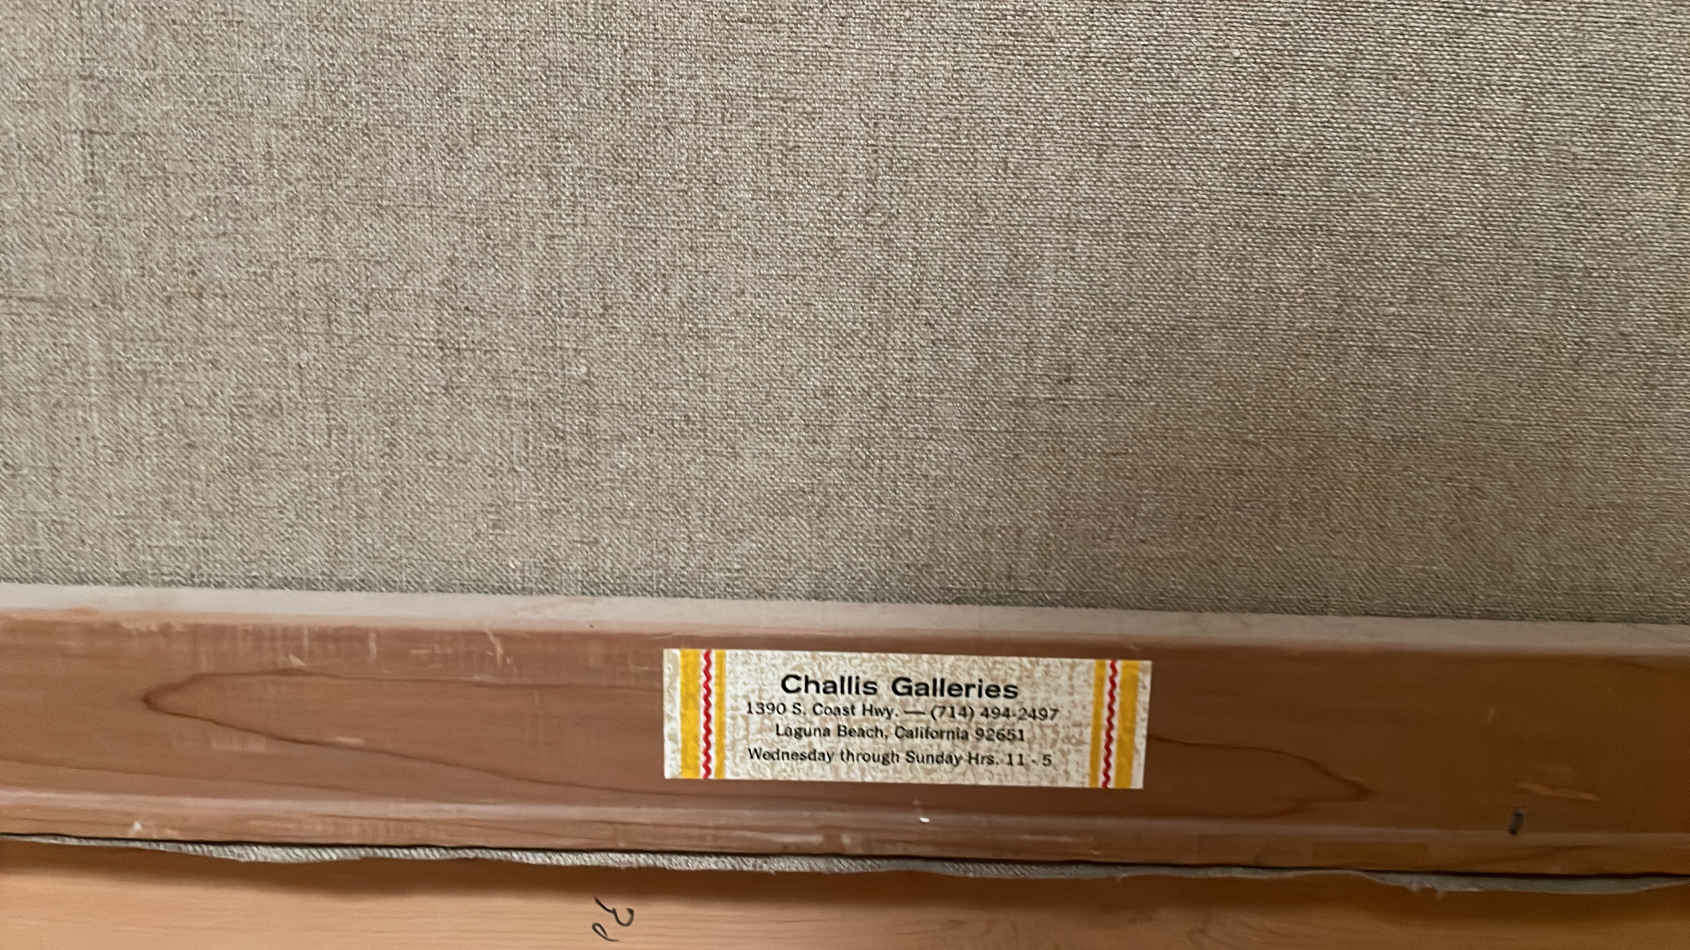 Challis Galleries
1390 S. Coast Hwy. — (714) 494-2497
Laguna Beach, California 92651
Wednesday through Sunday Hrs. 11 - 5